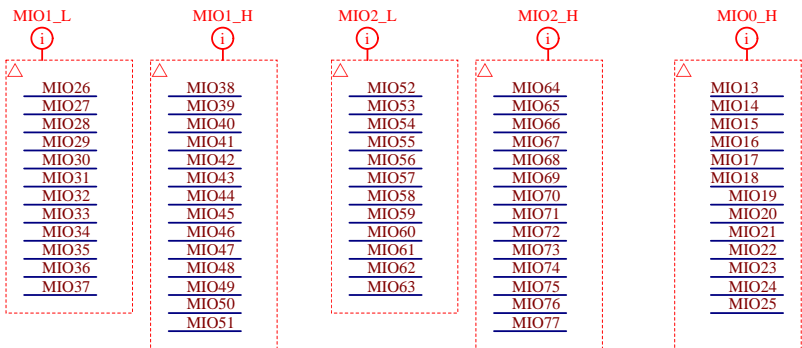 MIO1_L
i
MIO26
MIO27
MIO28
MIO29
MIO30
MIO31
MIO32
MIO33
MIO34
MIO35
MIO36
MIO37
MIO1_H
i
MIO38
MIO39
MIO40
MIO41
MIO42
MIO43
MIO44
MIO45
MIO46
MIO47
MIO48
MIO49
MIO50
MIO51
MIO2_L
i
MIO52
MIO53
MIO54
MIO55
MIO56
MIO57
MIO58
MIO59
MIO60
MIO61
MIO62
MIO63
MIO2_H
i
MIO64
MIO65
MIO66
MIO67
MIO68
MIO69
MIO70
MIO71
MIO72
MIO73
MIO74
MIO75
MIO76
MIO77
MIO0_H
i
MIO13
MIO14
MIO15
MIO16
MIO17
MIO18
MIO19
MIO20
MIO21
MIO22
MIO23
MIO24
MIO25